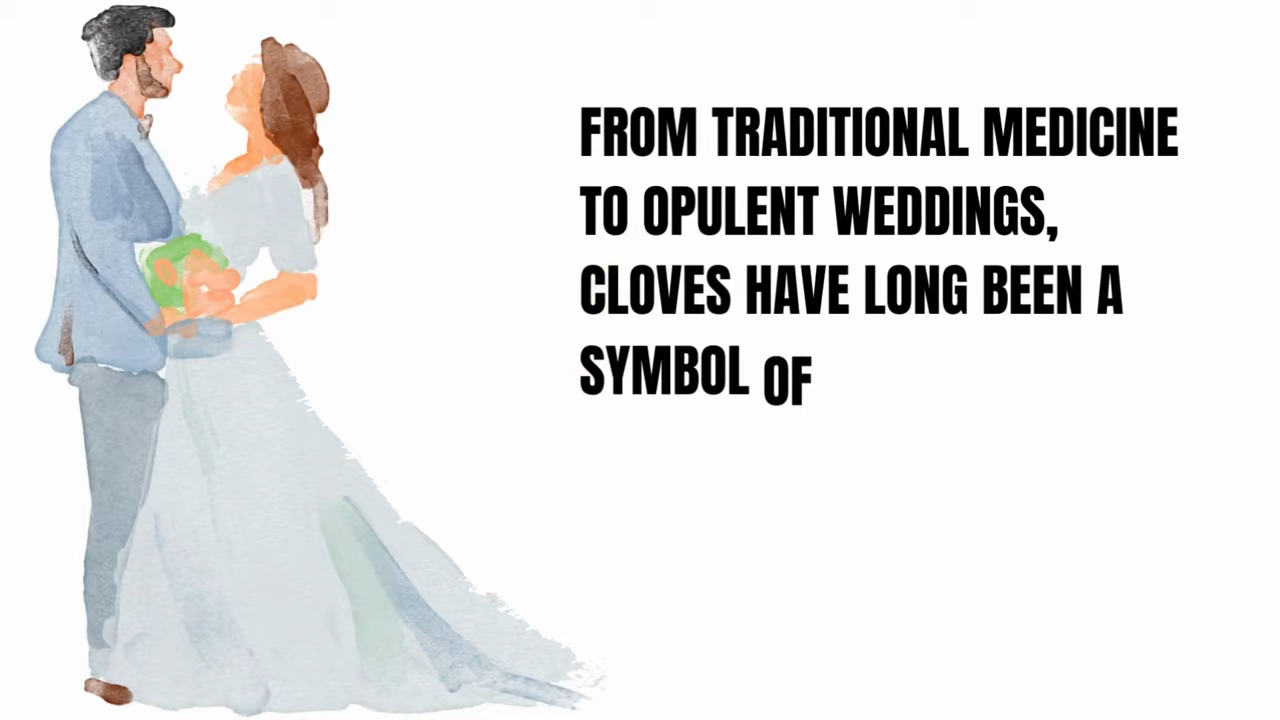 FROM TRADITIONAL MEDICINE
TO OPULENT WEDDINGS,
CLOVES HAVE LONG BEEN A
SYMBOL OF